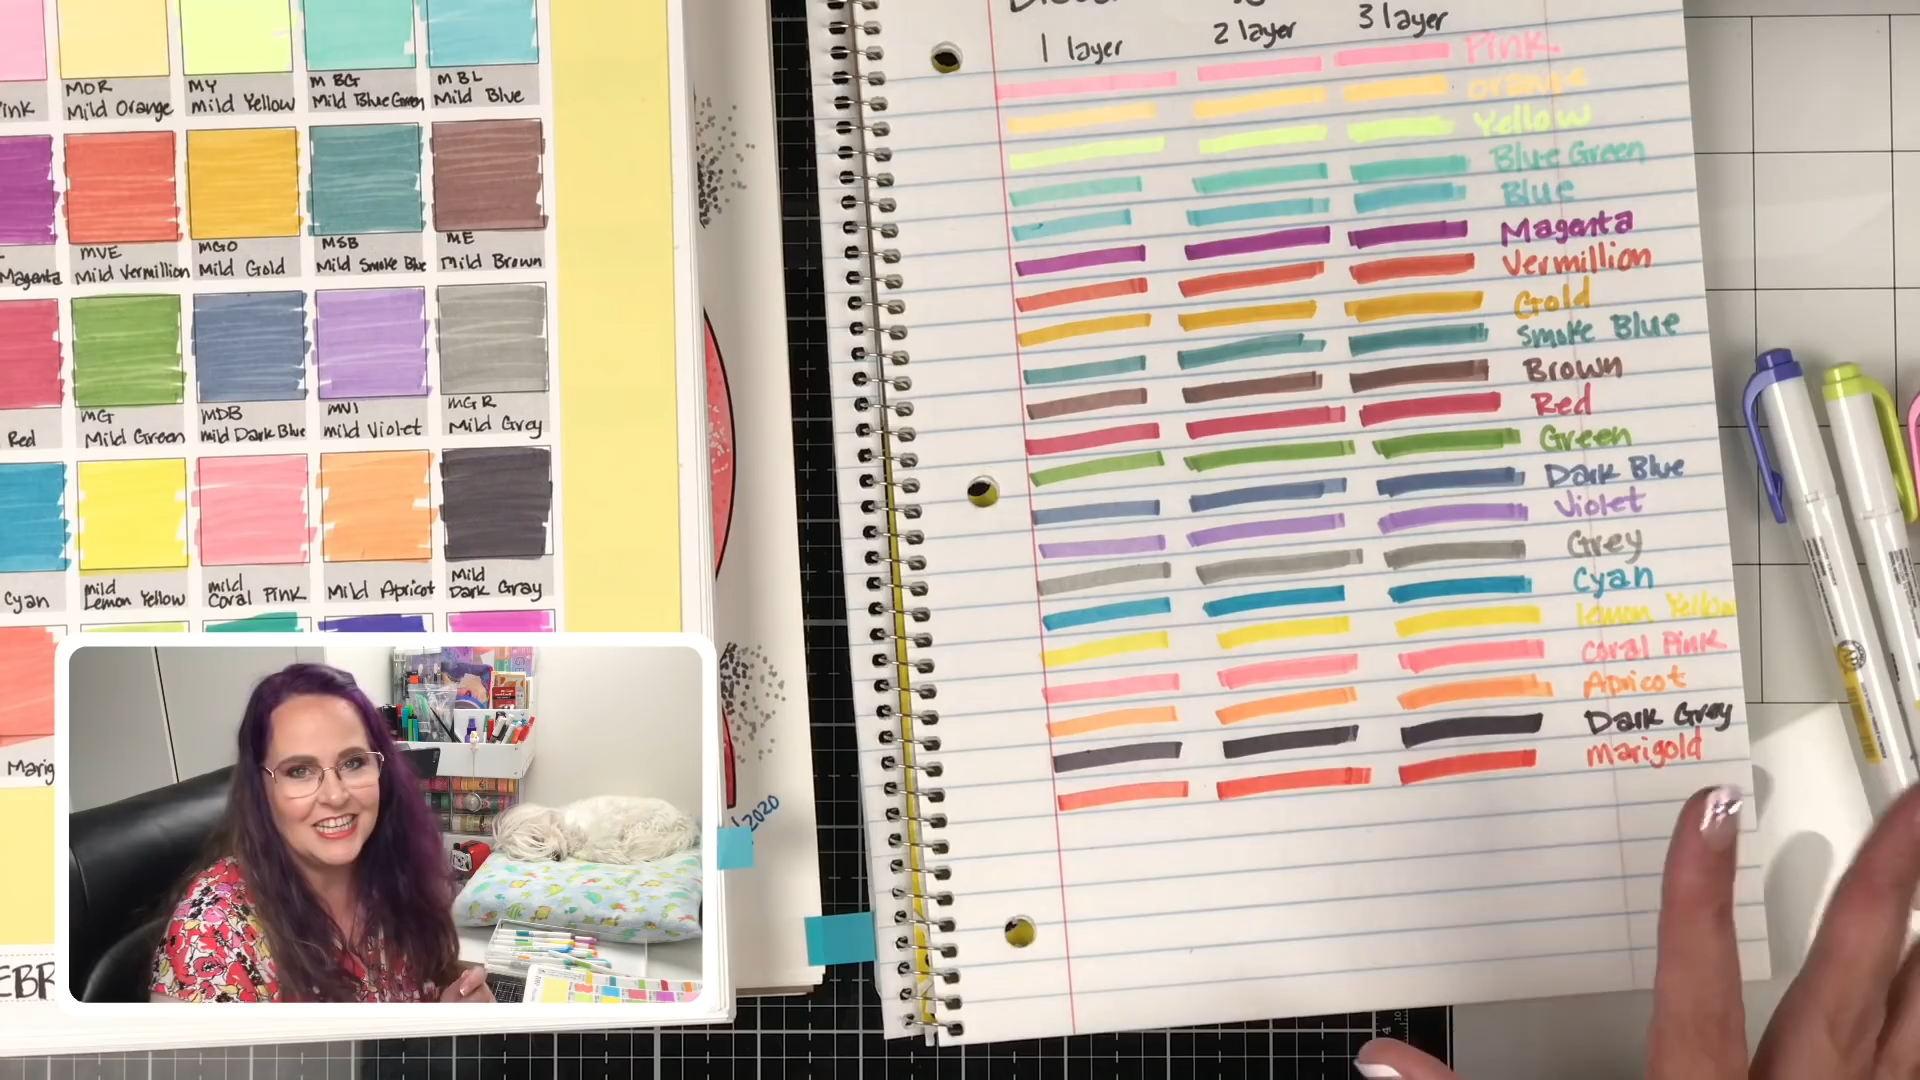 MOR
Mild Orange
MY
Mild Yellow
M BG
Mild Blue Green
M BL
Mild Blue
Magenta
MVE
Mild Vermillion
MGO
Mild Gold
MSB
Mild Smoke Blue
ME
Mild Brown
Red
MG
Mild Green
MDB
mild Dark Blue
MVI
mild Violet
MGR
Mild Grey
Cyan
mild
Lemon Yellow
mild
Coral Pink
Mild Apricot
Mild
Dark Gray
2020
1 layer
2 layer
3 layer
Pink
orange
Yellow
Blue Green
Blue
Magenta
Vermillion
Gold
Smoke Blue
Brown
Red
Green
Dark Blue
Violet
Grey
Cyan
lemon Yellow
Coral Pink
Apricot
Dark Grey
marigold